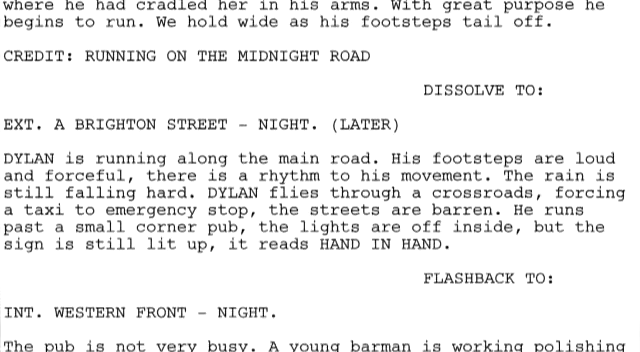 where he had cradled her in his arms. With great purpose he
begins to run. We hold wide as his footsteps tail off.
CREDIT: RUNNING ON THE MIDNIGHT ROAD
DISSOLVE TO:
EXT. A BRIGHTON STREET – NIGHT. (LATER)
DYLAN is running along the main road. His footsteps are loud
and forceful, there is a rhythm to his movement. The rain is
still falling hard. DYLAN flies through a crossroads, forcing
a taxi to emergency stop, the streets are barren. He runs
past a small corner pub, the lights are off inside, but the
sign is still lit up, it reads HAND IN HAND.
FLASHBACK TO:
INT. WESTERN FRONT – NIGHT.
The pub is not very busy. A young barman is working polishing